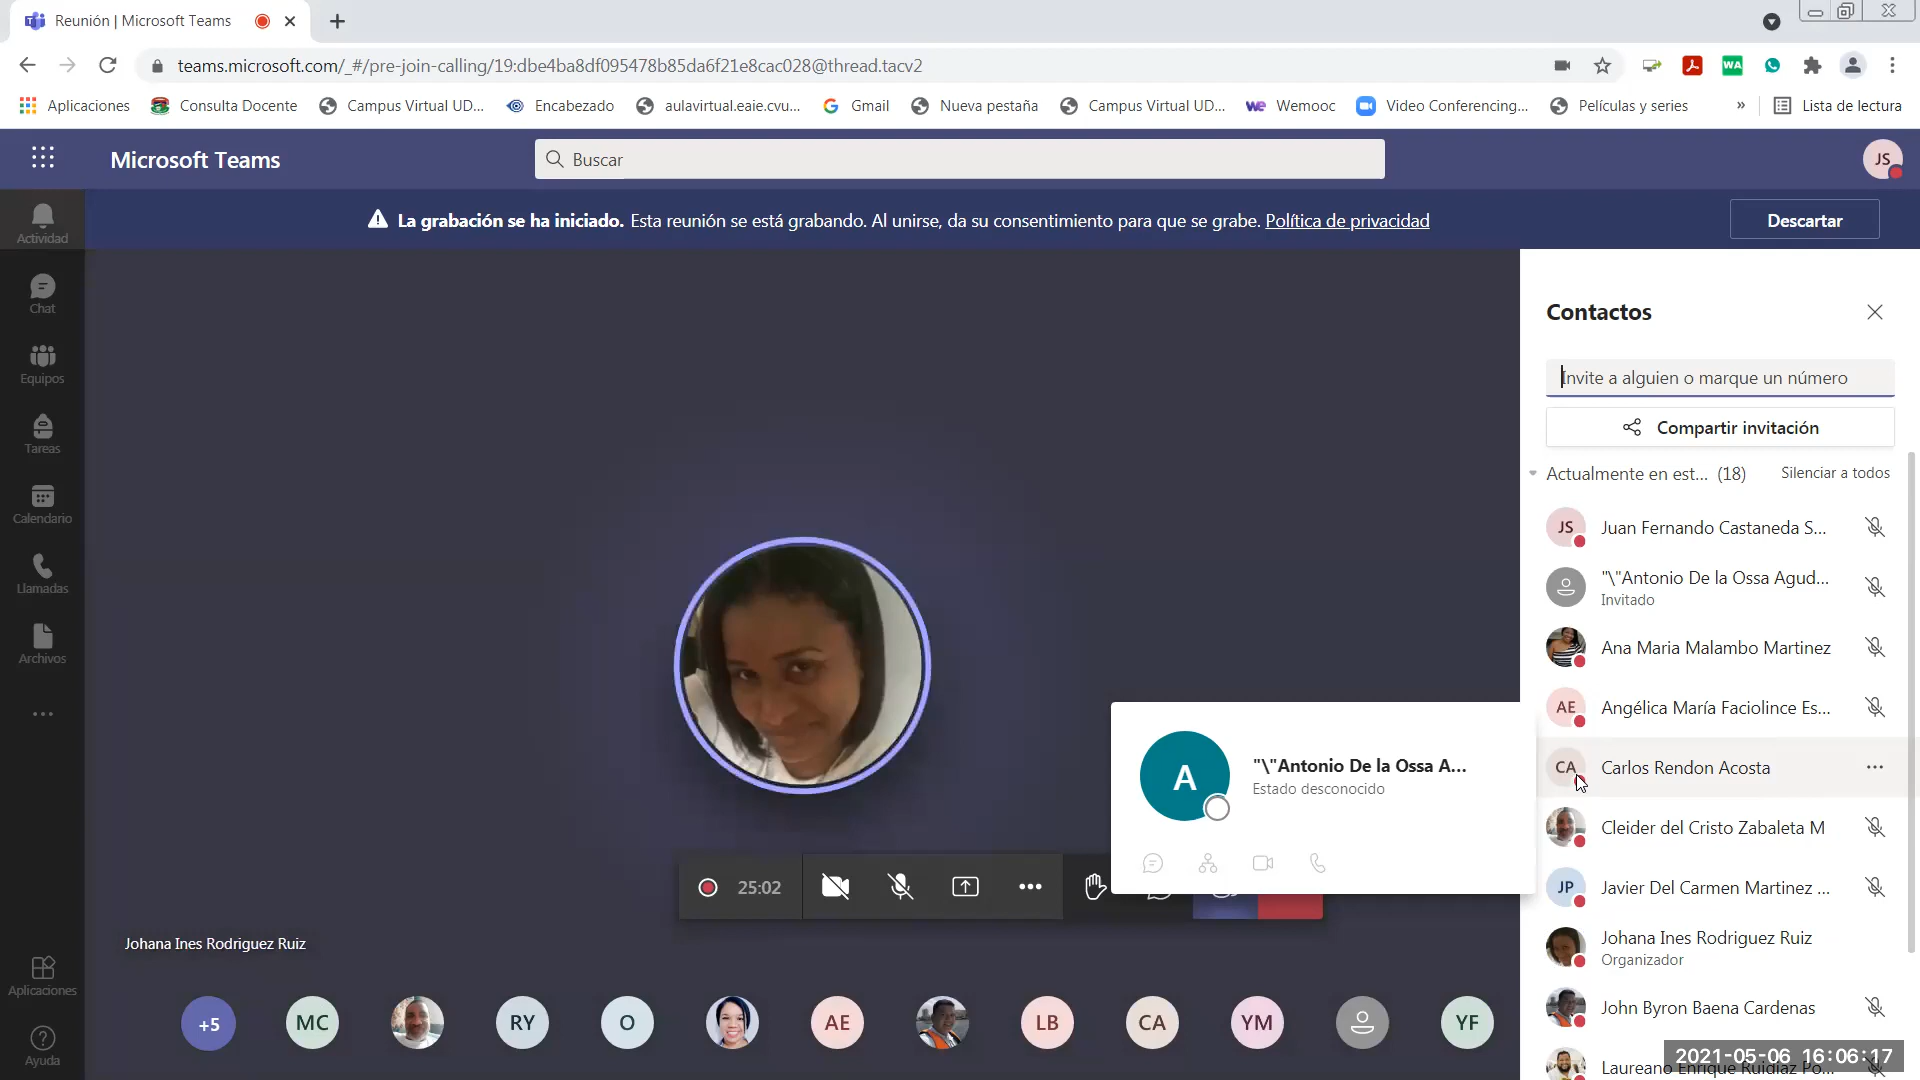 Reunión | Microsoft Teams
teams.microsoft.com/_#/pre-join-calling/19:dbe4ba8df095478b85da6f21e8cac028@thread.tacv2
Aplicaciones
Consulta Docente
Campus Virtual UD...
Encabezado
aulavirtual.eaie.cvu...
Gmail
Nueva pestaña
Campus Virtual UD...
Wemooc
Video Conferencing...
Películas y series
»
Lista de lectura
Microsoft Teams
Buscar
JS
La grabación se ha iniciado. Esta reunión se está grabando. Al unirse, da su consentimiento para que se grabe. Política de privacidad
Descartar
Actividad
Chat
Equipos
Tareas
Calendario
Llamadas
Archivos
Aplicaciones
Ayuda
Contactos
Invite a alguien o marque un número
Compartir invitación
Actualmente en est... (18)
Silenciar a todos
JS Juan Fernando Castaneda S...
"\"Antonio De la Ossa Agud...
Invitado
Ana Maria Malambo Martinez
AE Angélica María Faciolince Es...
CA Carlos Rendon Acosta
Cleider del Cristo Zabaleta M
JP Javier Del Carmen Martinez ...
Johana Ines Rodriguez Ruiz
Organizador
John Byron Baena Cardenas
Laureano Enrique Ruidíaz Po...
A
"\"Antonio De la Ossa A...
Estado desconocido
25:02
Johana Ines Rodriguez Ruiz
+5
MC
RY
O
AE
LB
CA
YM
YF
2021-05-06 16:06:17